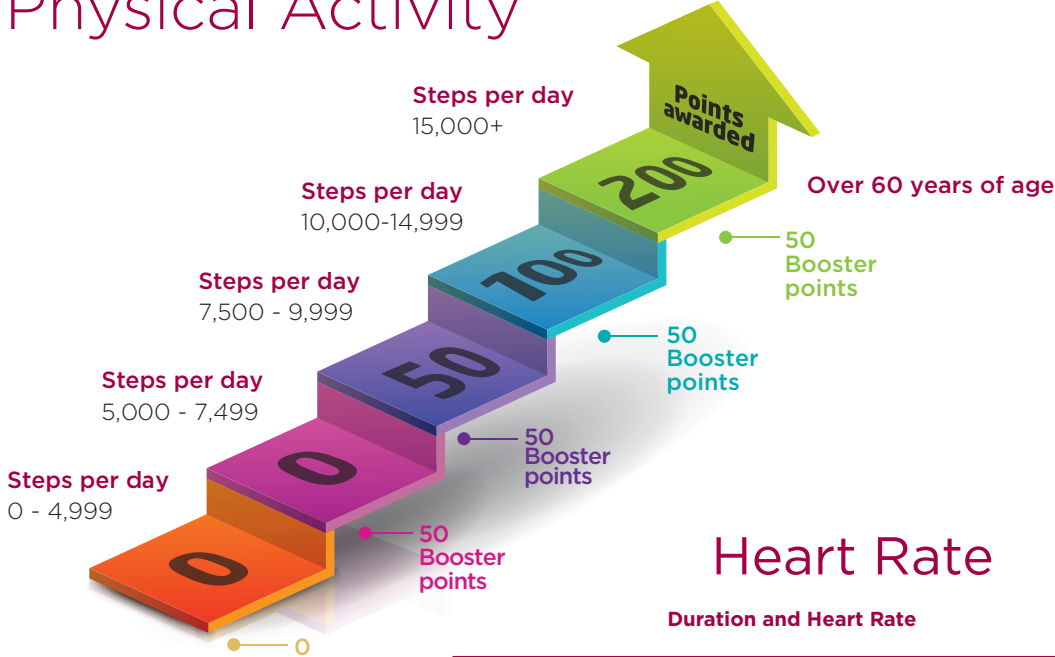 Physical Activity
Steps per day
15,000+
Points
awarded
200
Over 60 years of age
50
Booster
points
Steps per day
10,000-14,999
100
50
Booster
points
Steps per day
7,500 - 9,999
50
50
Booster
points
Steps per day
5,000 - 7,499
0
50
Booster
points
Steps per day
0 - 4,999
0
0
Heart Rate
Duration and Heart Rate